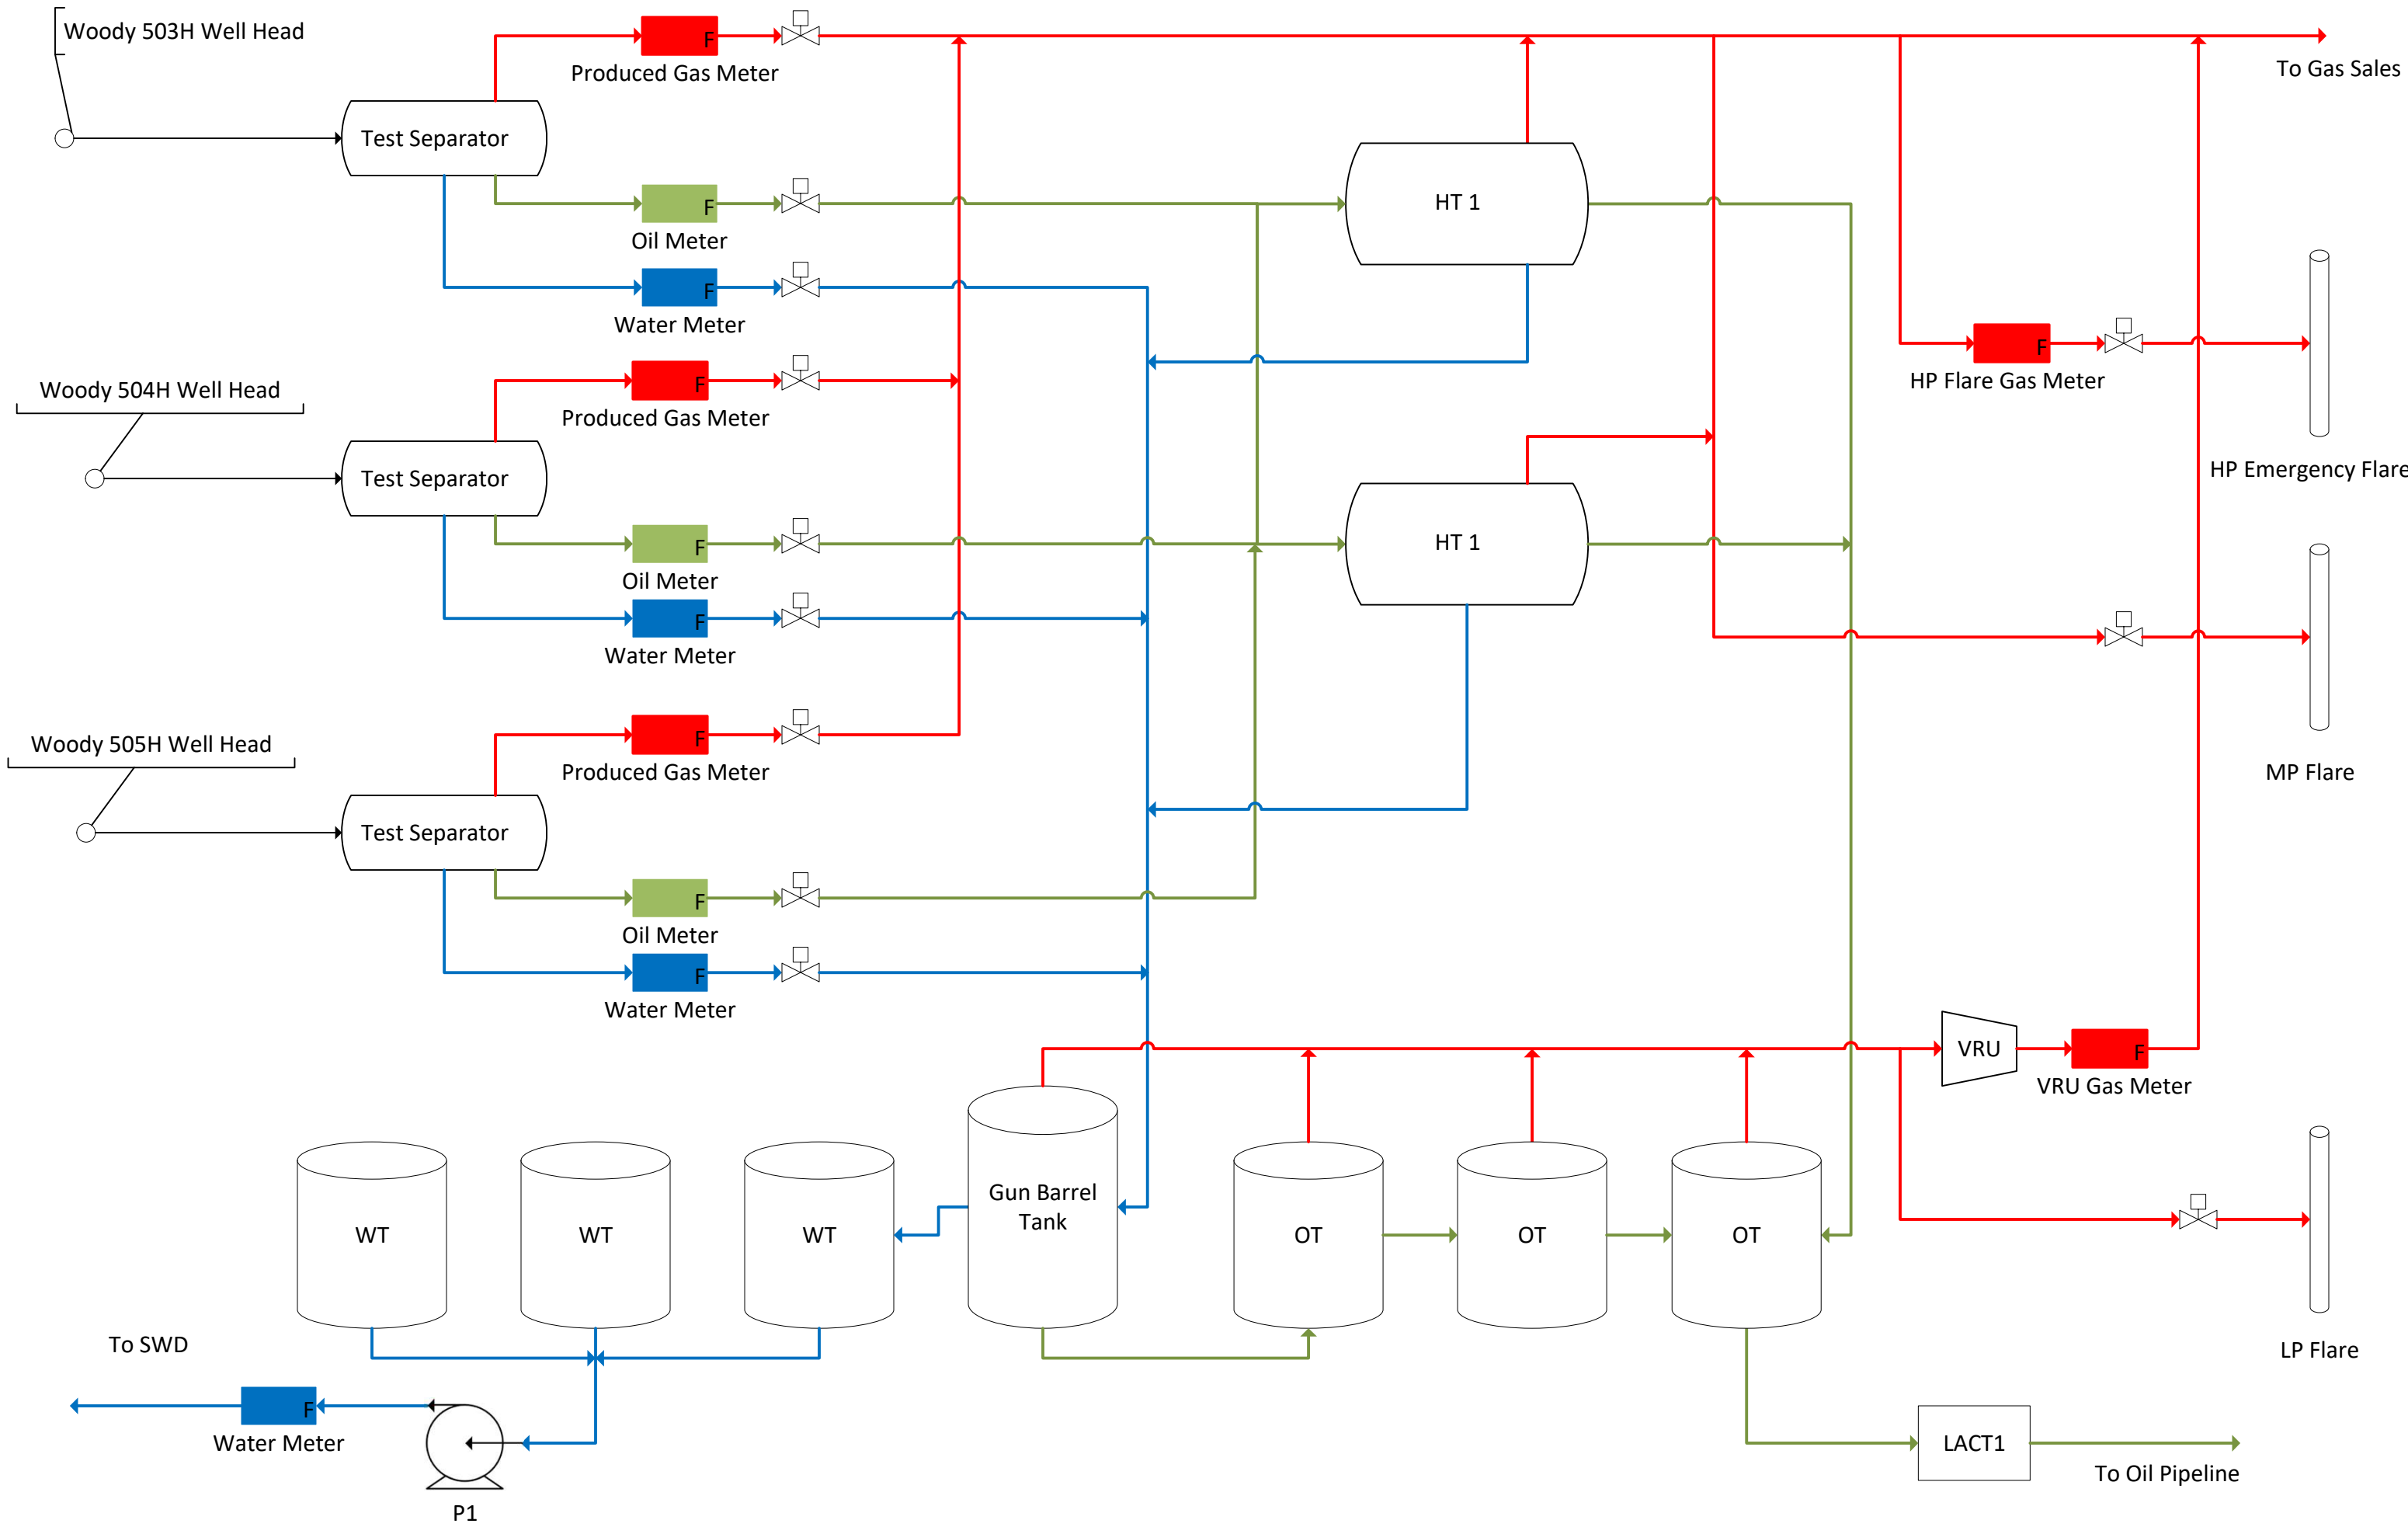 Woody 503H Well Head
F
Produced Gas Meter
To Gas Sales
Test Separator
F
Oil Meter
HT 1
F
Water Meter
F
HP Flare Gas Meter
Woody 504H Well Head
F
Produced Gas Meter
HP Emergency Flare
Test Separator
F
Oil Meter
HT 1
F
Water Meter
Woody 505H Well Head
F
Produced Gas Meter
MP Flare
Test Separator
F
Oil Meter
F
Water Meter
VRU
F
VRU Gas Meter
WT
WT
WT
Gun Barrel
Tank
OT
OT
OT
To SWD
LP Flare
F
Water Meter
P1
LACT1
To Oil Pipeline